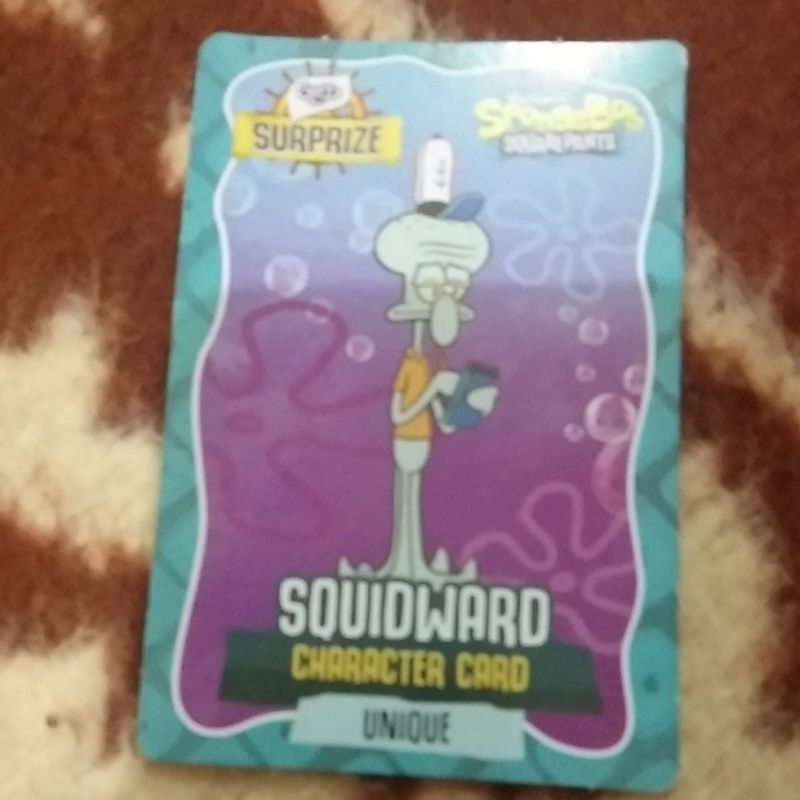 SURPRIZE
SPONGEBOB
SQUAREPANTS
SQUIDWARD
CHARACTER CARD
UNIQUE